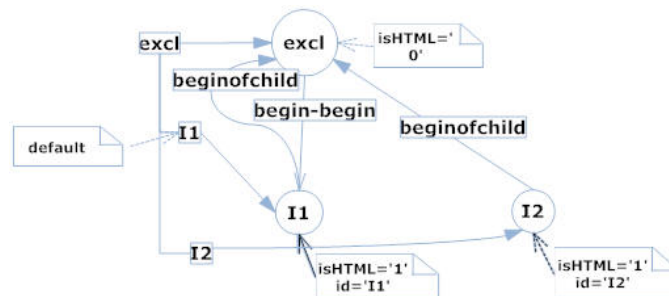 excl
excl
isHTML='
0'
beginofchild
begin-begin
beginofchild
I1
default
I1
I2
I2
isHTML='1'
id='I1'
isHTML='1'
id='I2'